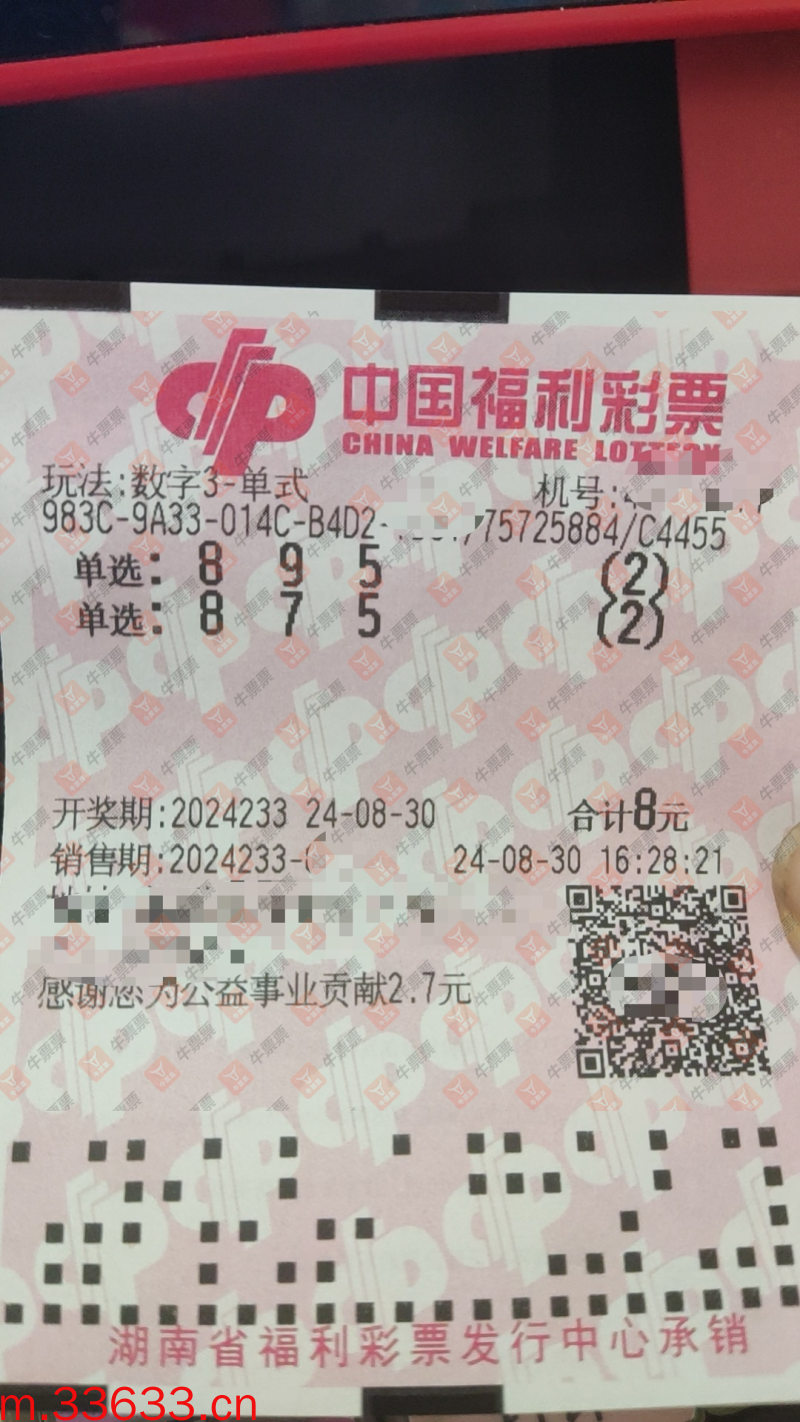 中国福利彩票
CHINA WELFARE LOTTERY
玩法:数字3-单式
机号:
983C-9A33-014C-B4D2-
/75725884/C4455
单选: 8 9 5 (2)
单选: 8 7 5 (2)
开奖期:2024233 24-08-30 合计8元
销售期:2024233- 24-08-30 16:28:21
感谢您为公益事业贡献2.7元
湖南省福利彩票发行中心承销
m.33633.cn
牛票票